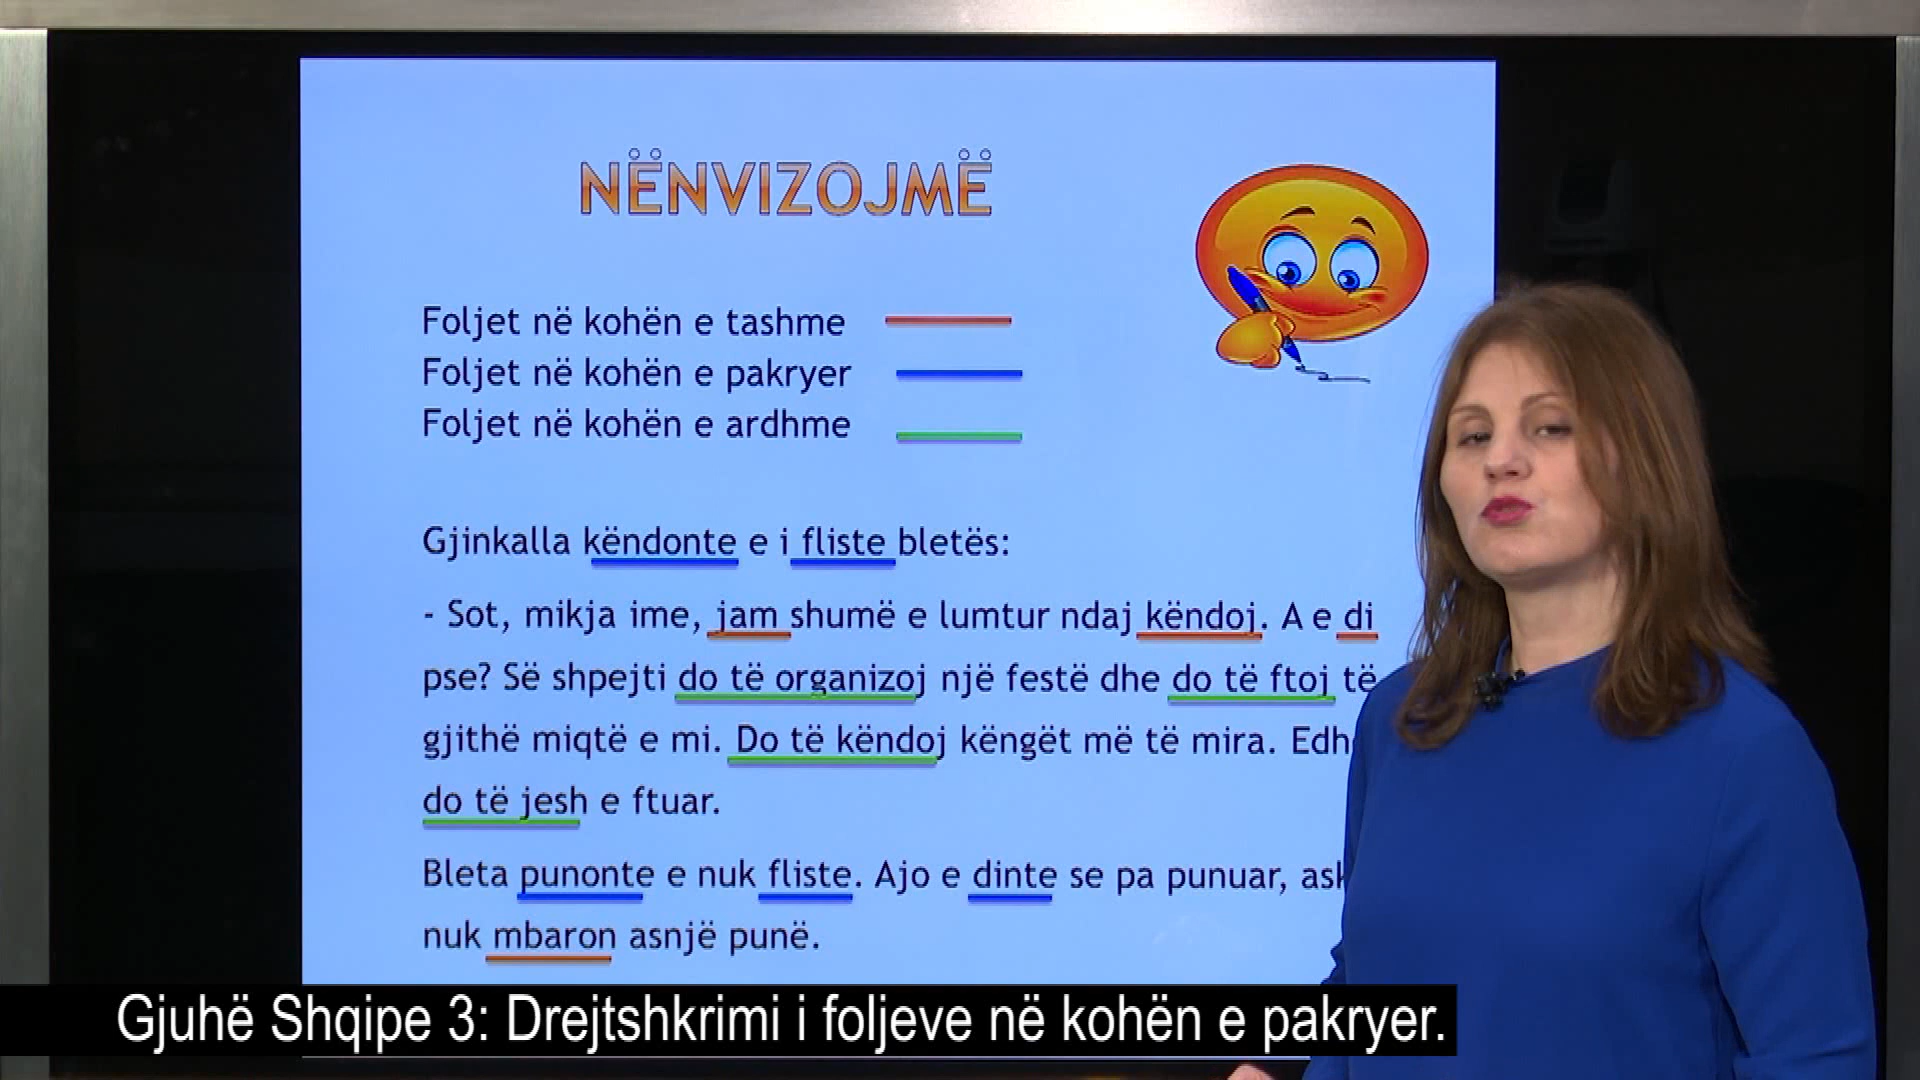 NËNVIZOJMË
Foljet në kohën e tashme
Foljet në kohën e pakryer
Foljet në kohën e ardhme
Gjinkalla këndonte e i fliste bletës:
- Sot, mikja ime, jam shumë e lumtur ndaj këndoj. A e di
pse? Së shpejti do të organizoj një festë dhe do të ftoj të
gjithë miqtë e mi. Do të këndoj këngët më të mira.
do të jesh e ftuar.
Bleta punonte e nuk fliste. Ajo e dinte se pa punuar,
nuk mbaron asnjë punë.
Gjuhë Shqipe 3: Drejtshkrimi i foljeve në kohën e pakryer.